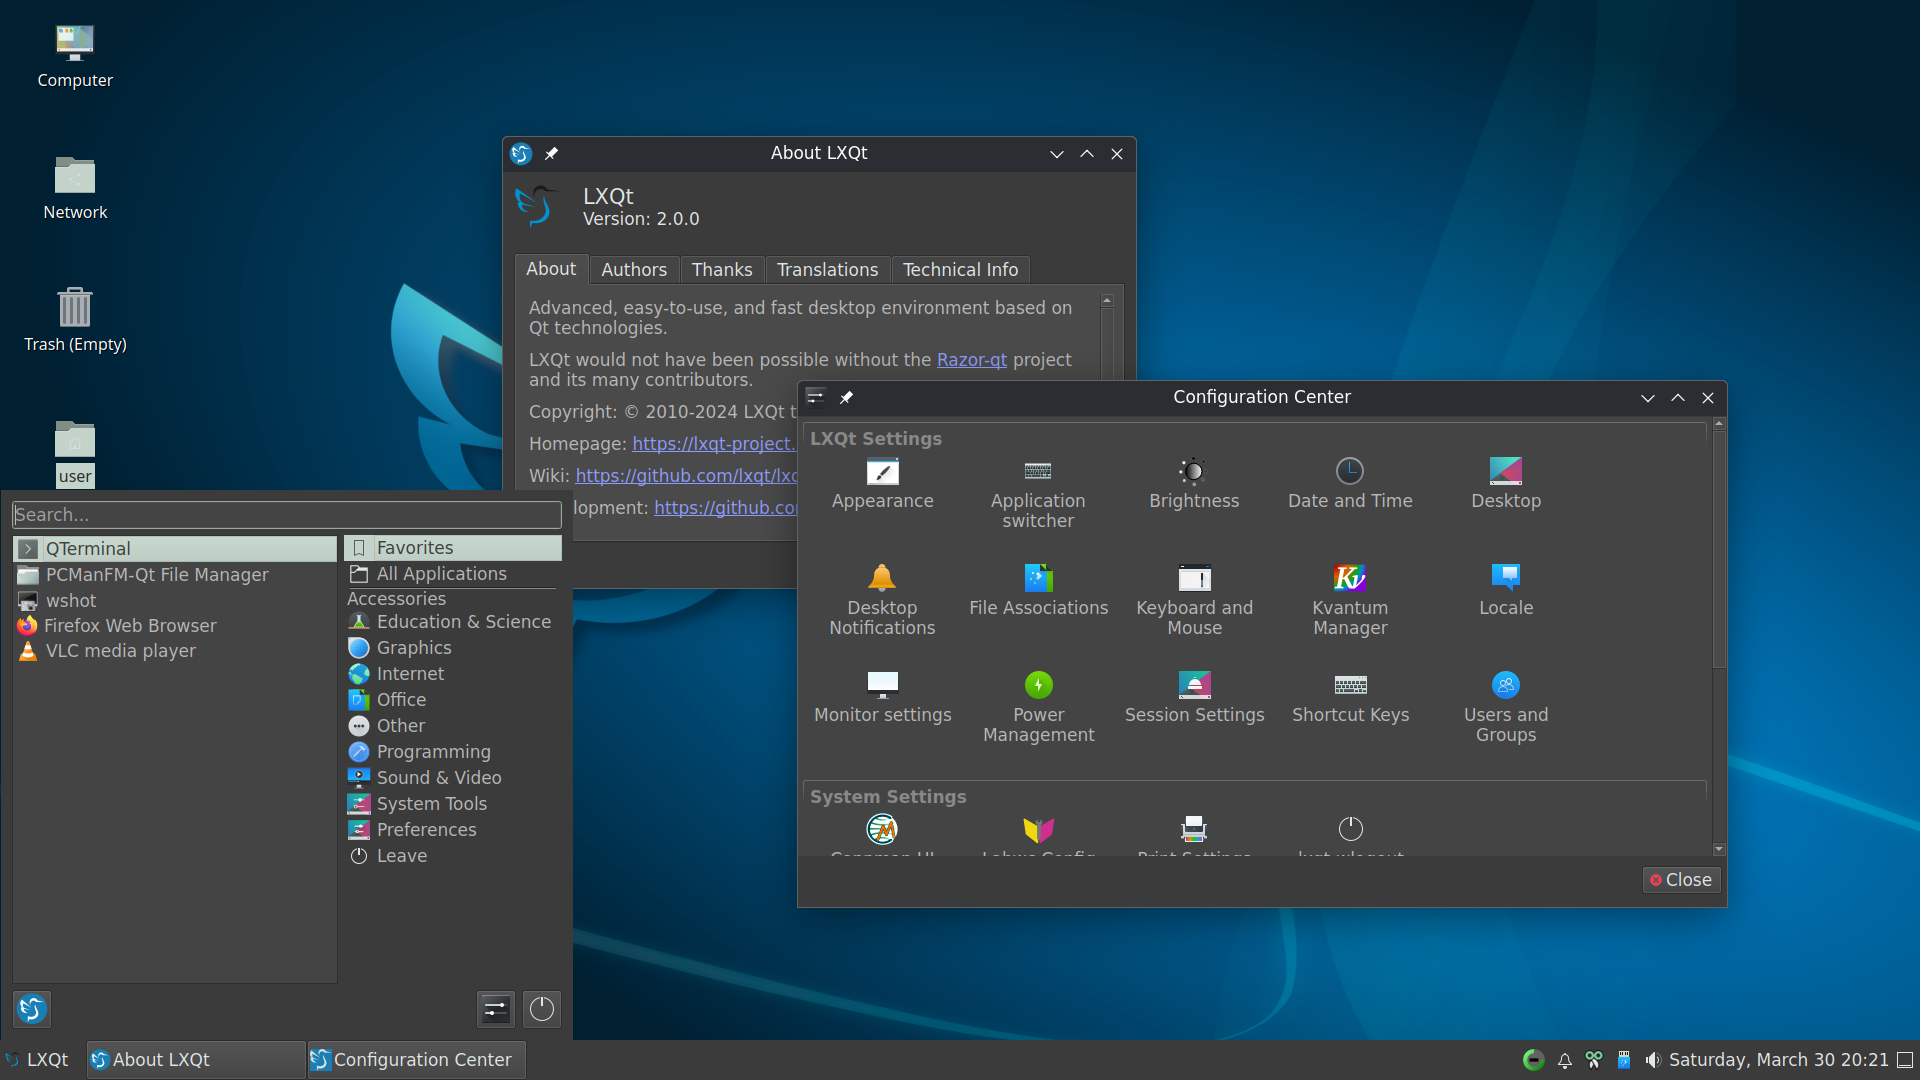 Computer
Network
Trash (Empty)
user
About LXQt
LXQt
Version: 2.0.0
About
Authors
Thanks
Translations
Technical Info
Advanced, easy-to-use, and fast desktop environment based on
Qt technologies.
LXQt would not have been possible without the Razor-qt project
and its many contributors.
Copyright: © 2010-2024 LXQt
Homepage: https://lxqt-project.
Wiki: https://github.com/lxqt/lxq
lopment: https://github.co
Configuration Center
LXQt Settings
Appearance
Application
switcher
Brightness
Date and Time
Desktop
Desktop
Notifications
File Associations
Keyboard and
Mouse
Kvantum
Manager
Locale
Monitor settings
Power
Management
Session Settings
Shortcut Keys
Users and
Groups
System Settings
Print Settings
Close
Search...
QTerminal
PCManFM-Qt File Manager
wshot
Firefox Web Browser
VLC media player
Favorites
All Applications
Accessories
Education & Science
Graphics
Internet
Office
Other
Programming
Sound & Video
System Tools
Preferences
Leave
LXQt
About LXQt
Configuration Center
Saturday, March 30 20:21